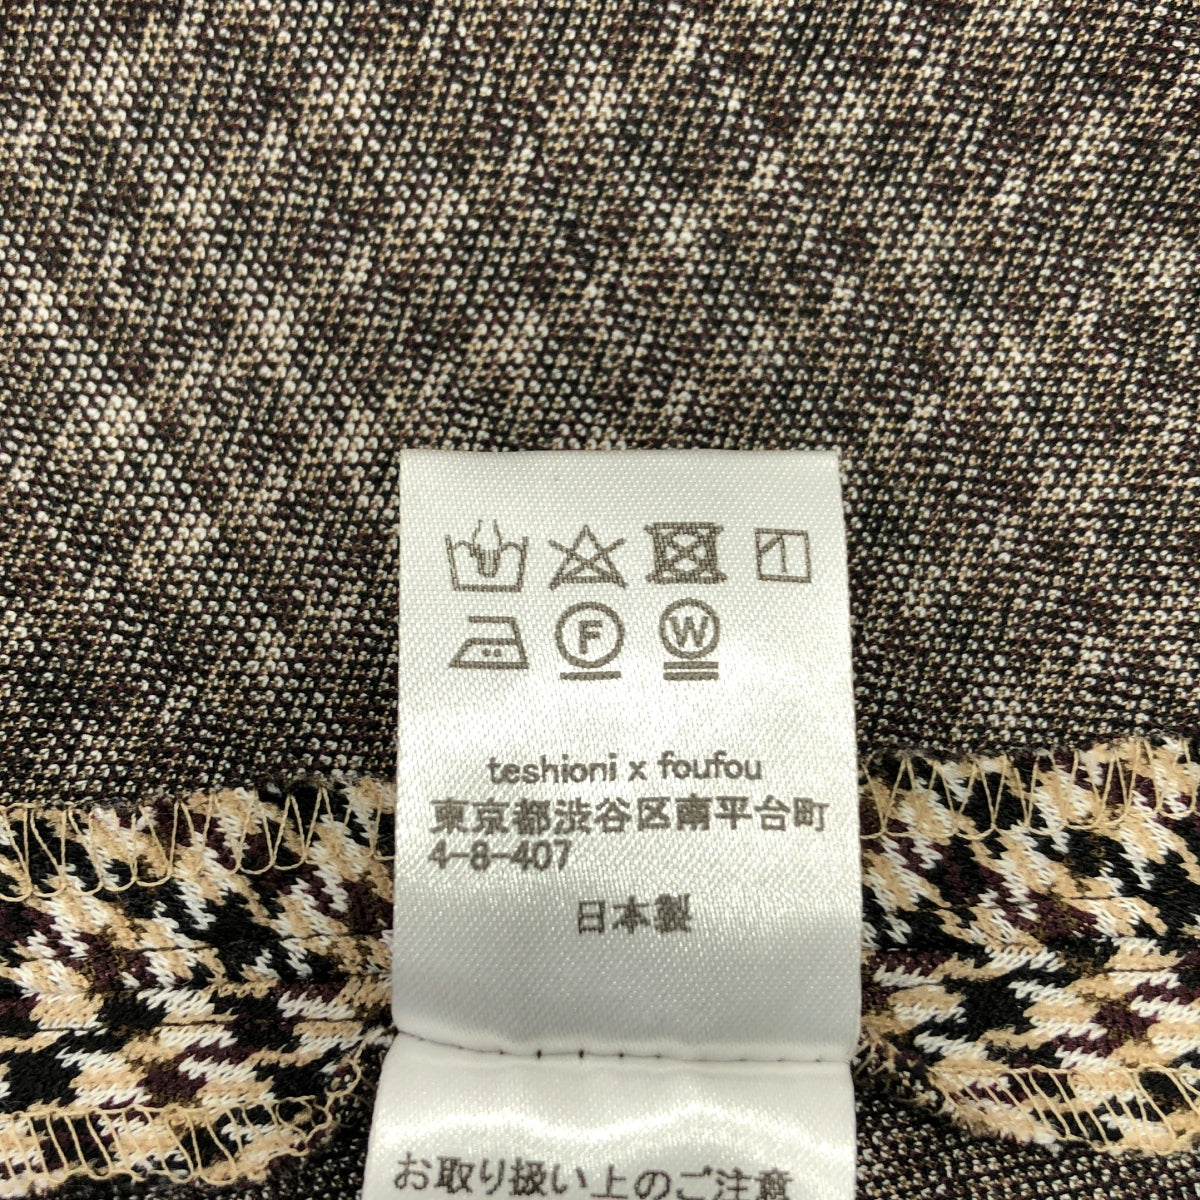 F W
teshioni x foufou
東京都渋谷区南平台町
4-8-407
日本製
お取り扱い上のご注意